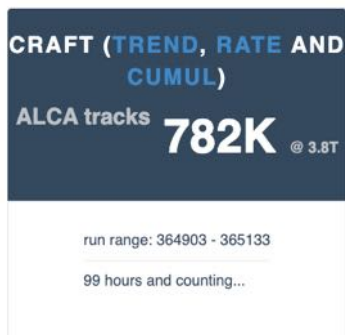 CRAFT (TREND, RATE AND
CUMUL)
ALCA tracks 782K @ 3.8T
run range: 364903 - 365133
99 hours and counting...